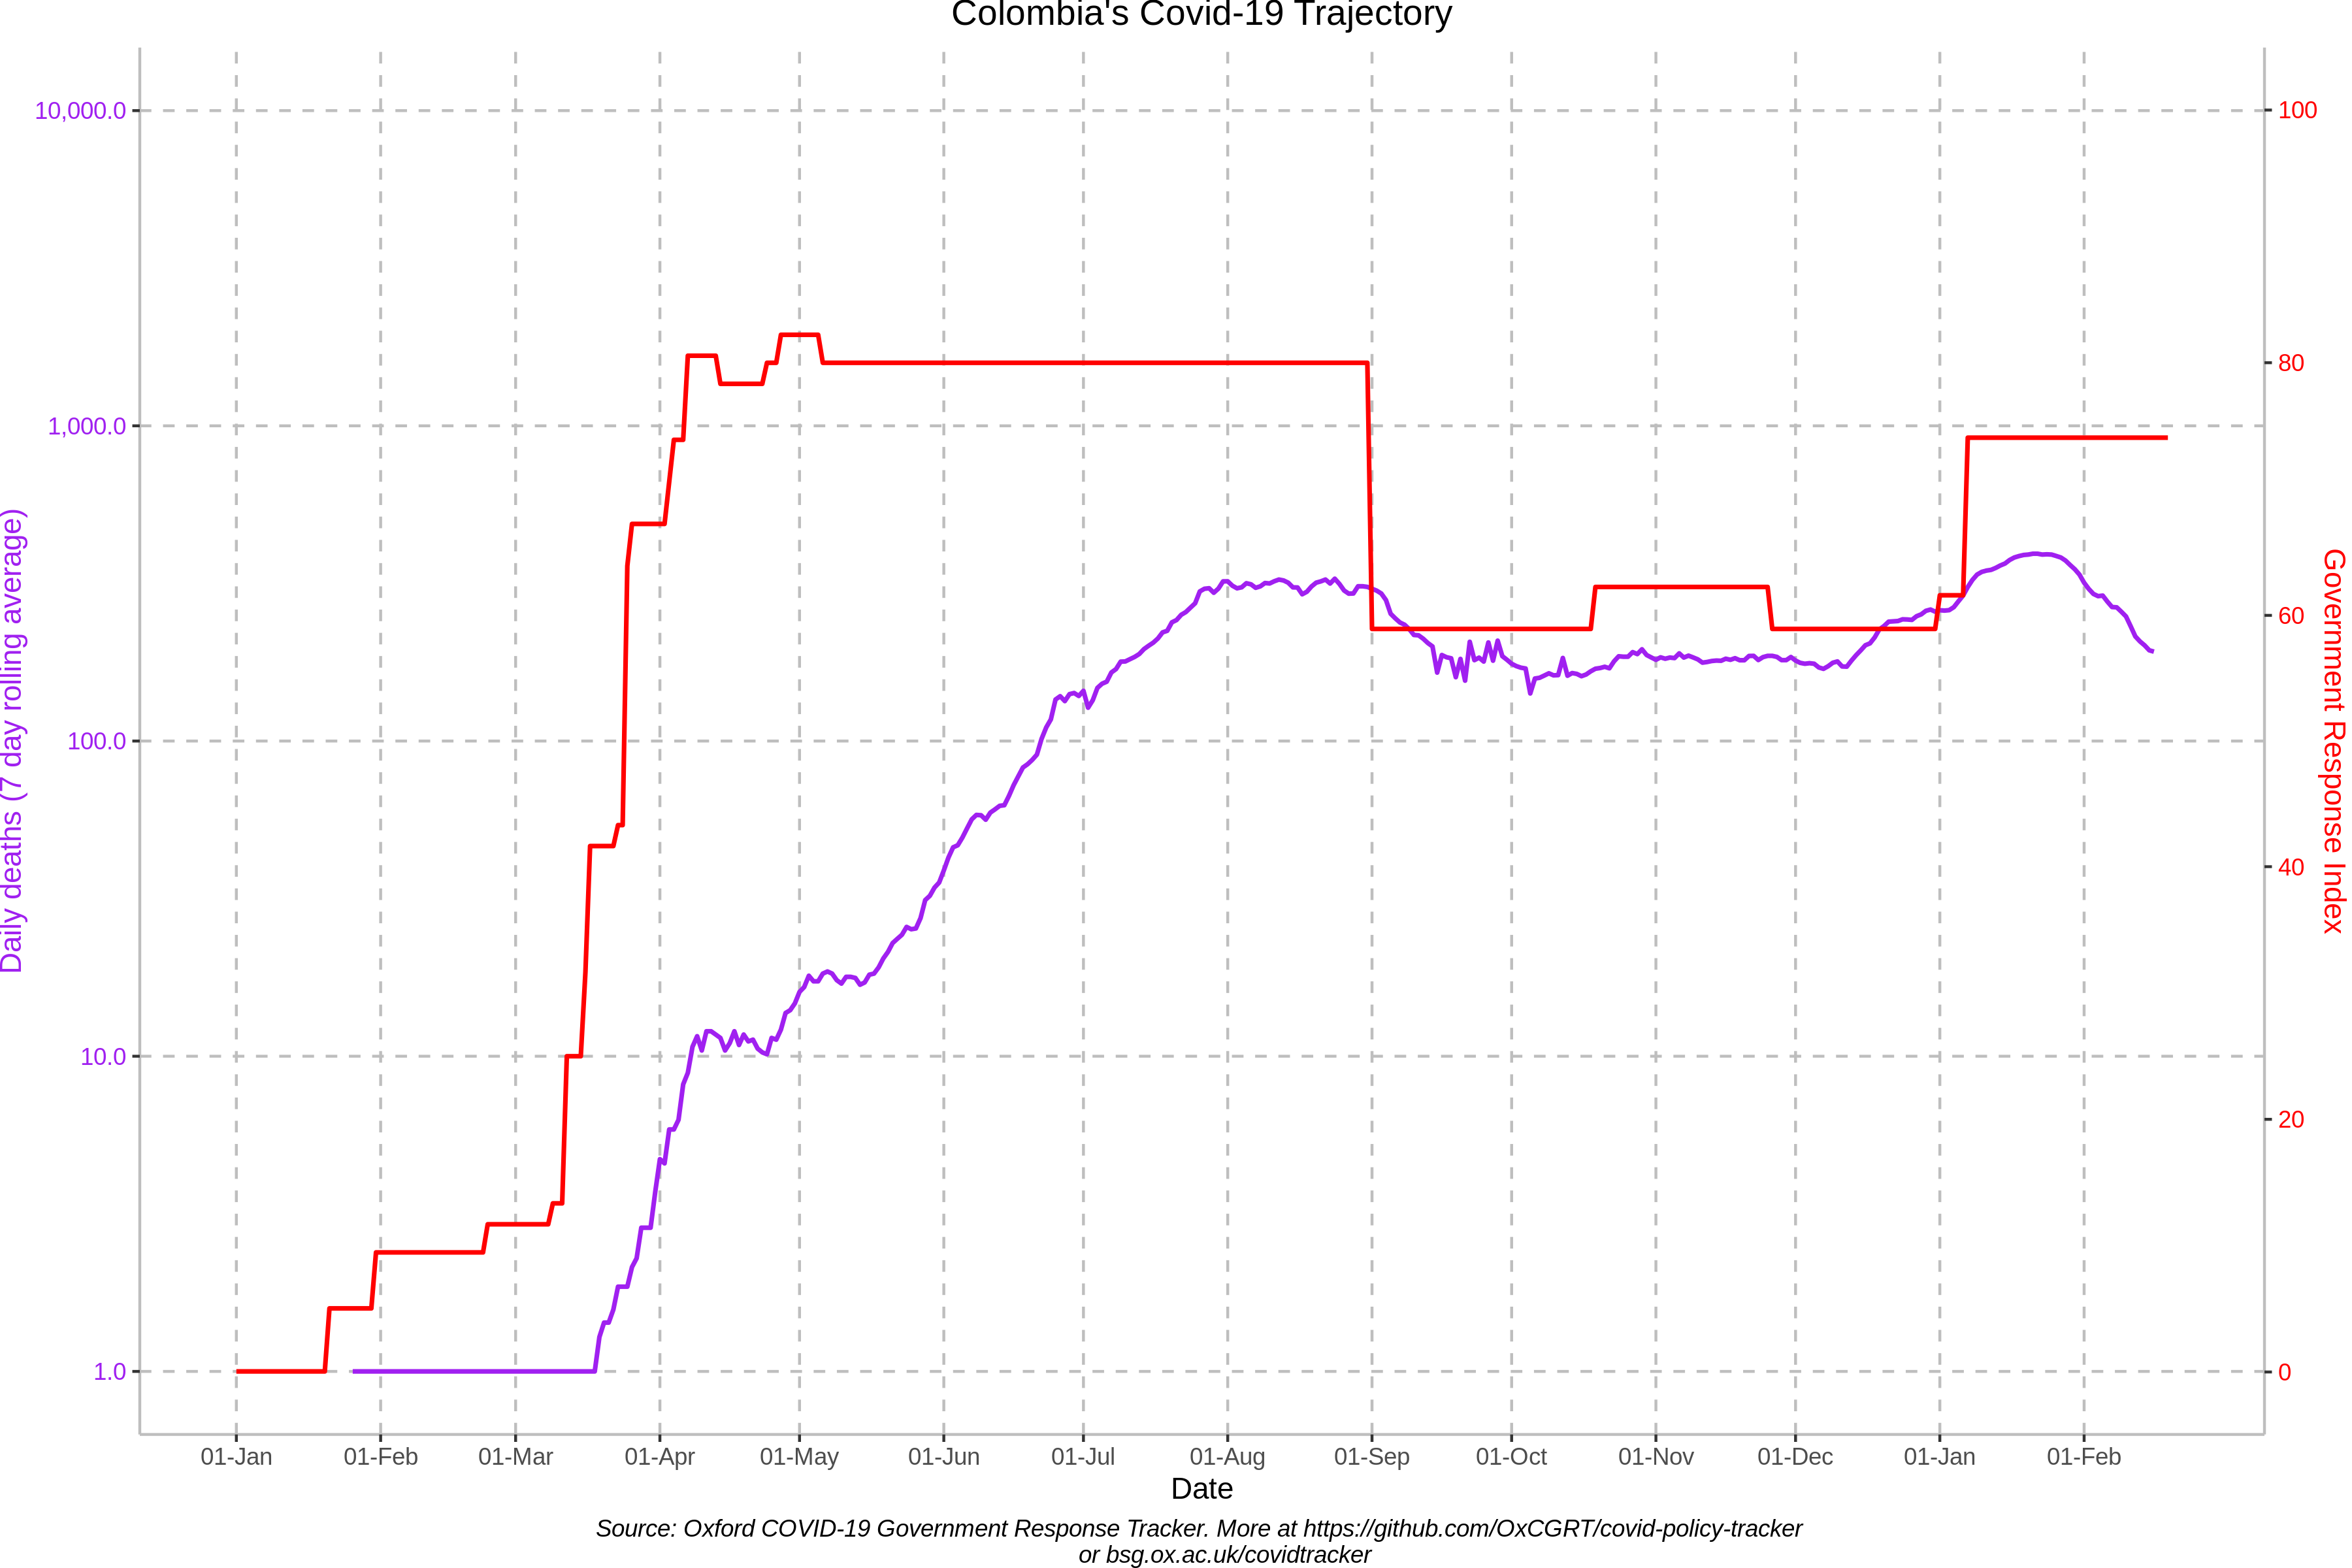 Colombia's Covid-19 Trajectory
10,000.0
1,000.0
100.0
10.0
1.0
Daily deaths (7 day rolling average)
100
80
60
40
20
0
Government Response Index
01-Jan 01-Feb 01-Mar 01-Apr 01-May 01-Jun 01-Jul 01-Aug 01-Sep 01-Oct 01-Nov 01-Dec 01-Jan 01-Feb
Date
Source: Oxford COVID-19 Government Response Tracker. More at https://github.com/OxCGRT/covid-policy-tracker
or bsg.ox.ac.uk/covidtracker